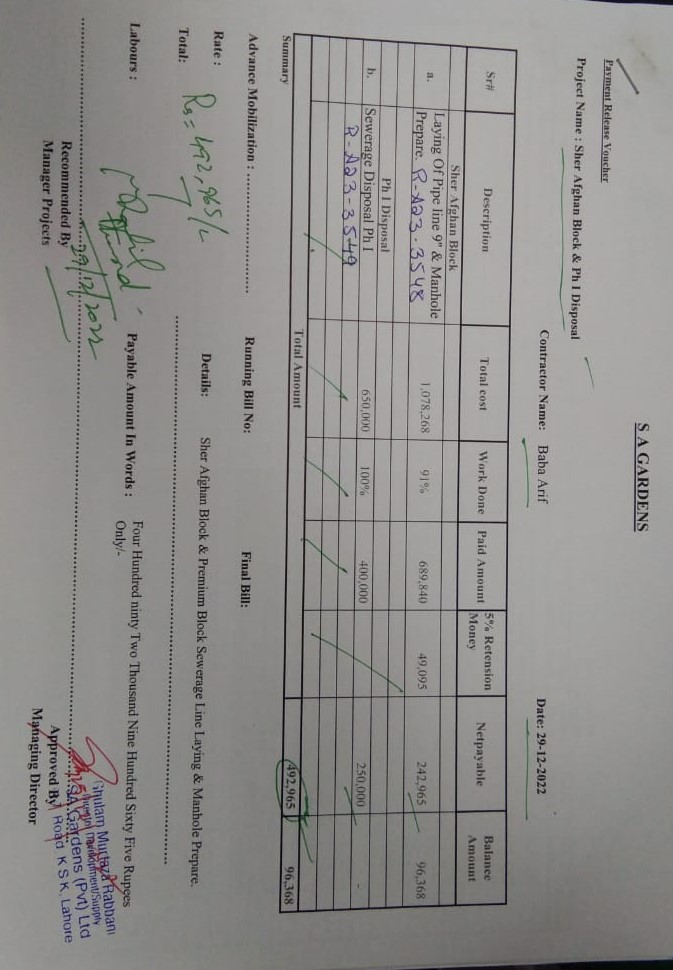 S A GARDENS
Payment Release Voucher
Project Name : Sher Afghan Block & Ph I Disposal
Contractor Name: Baba Arif
Date: 29-12-2022
Sr# Description Total cost Work Done Paid Amount 5% Retension Money Netpayable Balance Amount
Sher Afghan Block
a. Laying Of Pipe line 9" & Manhole Prepare. R-A23-3548 1,078,268 91% 689,840 49,095 242,965 96,368
Ph I Disposal
b. Sewerage Disposal Ph I 650,000 100% 400,000 250,000 -
R-A23-3549
Total Amount 492,965 96,368
Summary
Advance Mobilization : ..............................
Running Bill No:
Final Bill:
Rate :
Rs= 492,965/-
Details: Sher Afghan Block & Premium Block Sewerage Line Laying & Manhole Prepare.
Total:
Labours :
Payable Amount In Words : Four Hundred ninty Two Thousand Nine Hundred Sixty Five Rupees
Only/-
29/12/2022
Ghulam Murtaza Rabbani
Director Development/Supply
SA Gardens (Pvt) Ltd
Road K S K, Lahore
Recommended By
Manager Projects
Approved By
Managing Director